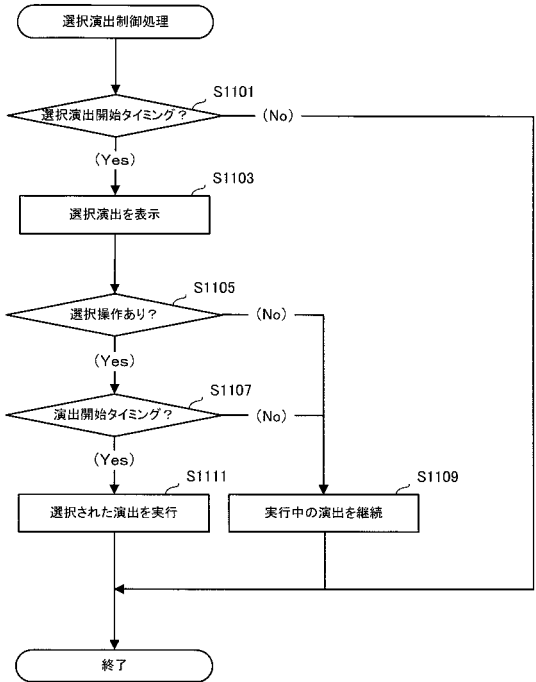 選択演出制御処理
S1101
選択演出開始タイミング?
(No)
(Yes)
S1103
選択演出を表示
S1105
選択操作あり?
(No)
(Yes)
S1107
演出開始タイミング?
(No)
(Yes)
S1111
選択された演出を実行
S1109
実行中の演出を継続
終了